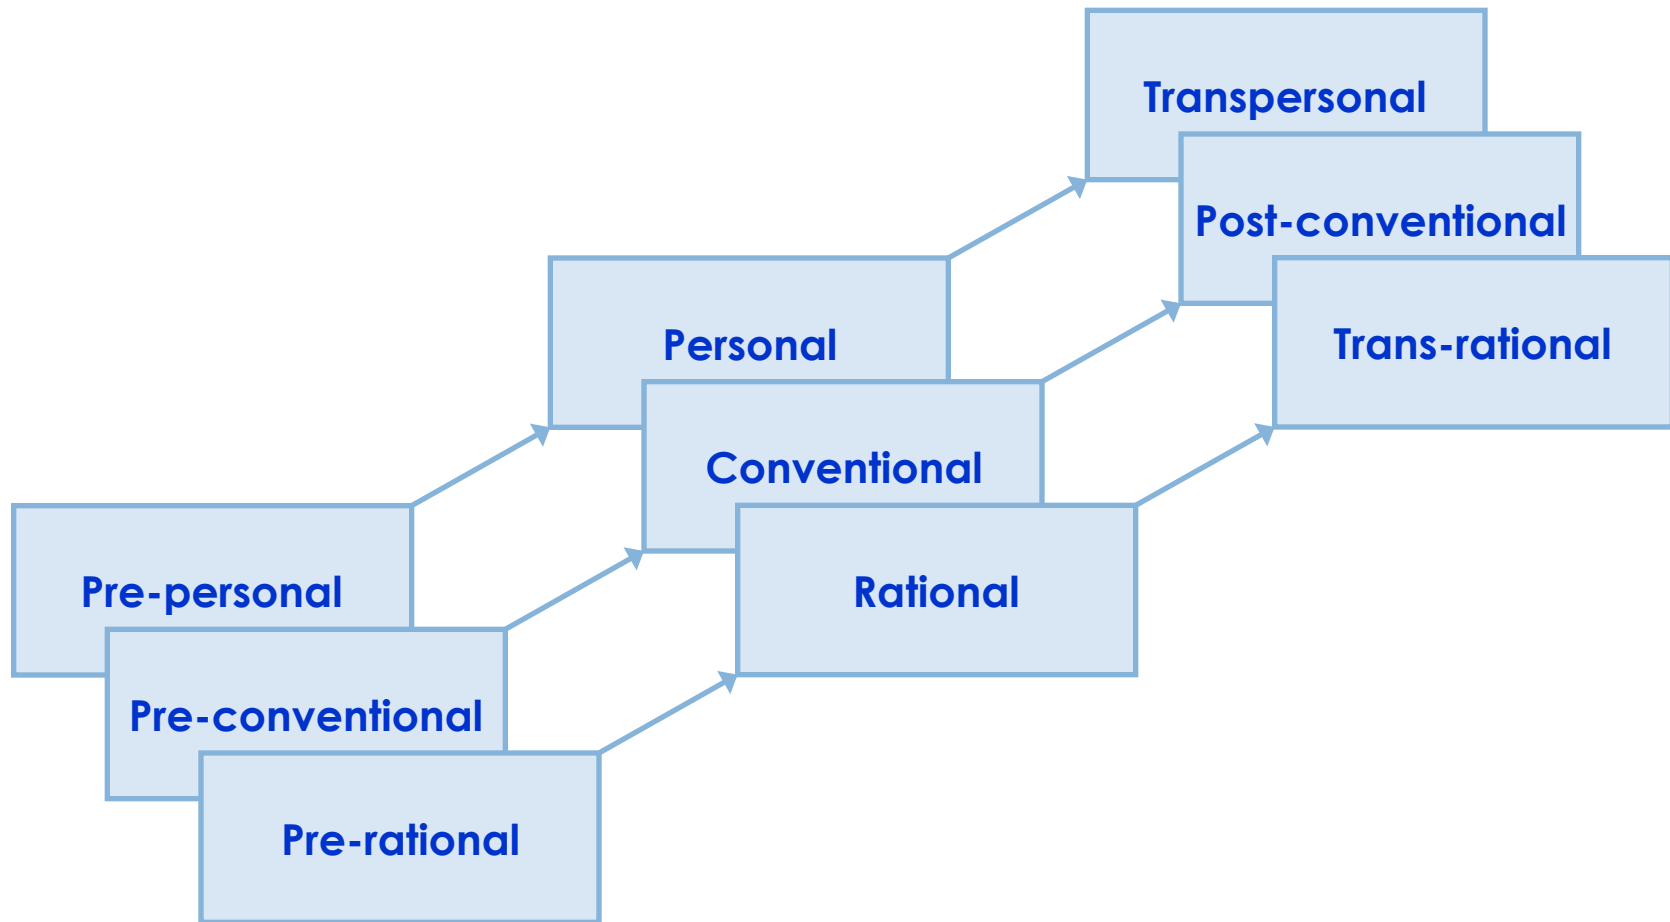 Transpersonal
Post-conventional
Trans-rational
Personal
Conventional
Rational
Pre-personal
Pre-conventional
Pre-rational